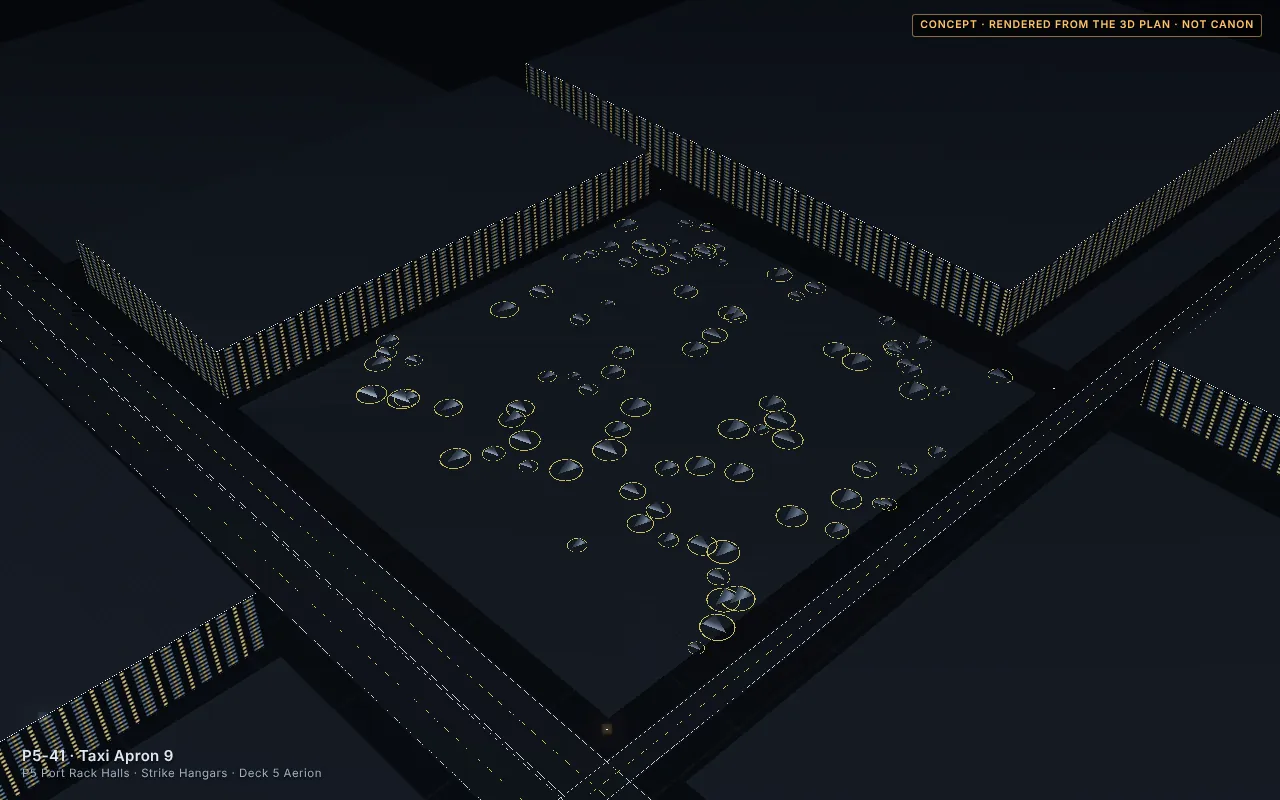 CONCEPT · RENDERED FROM THE 3D PLAN · NOT CANON
P5-41 · Taxi Apron 9
P5 Port Rack Halls · Strike Hangars · Deck 5 Aerion